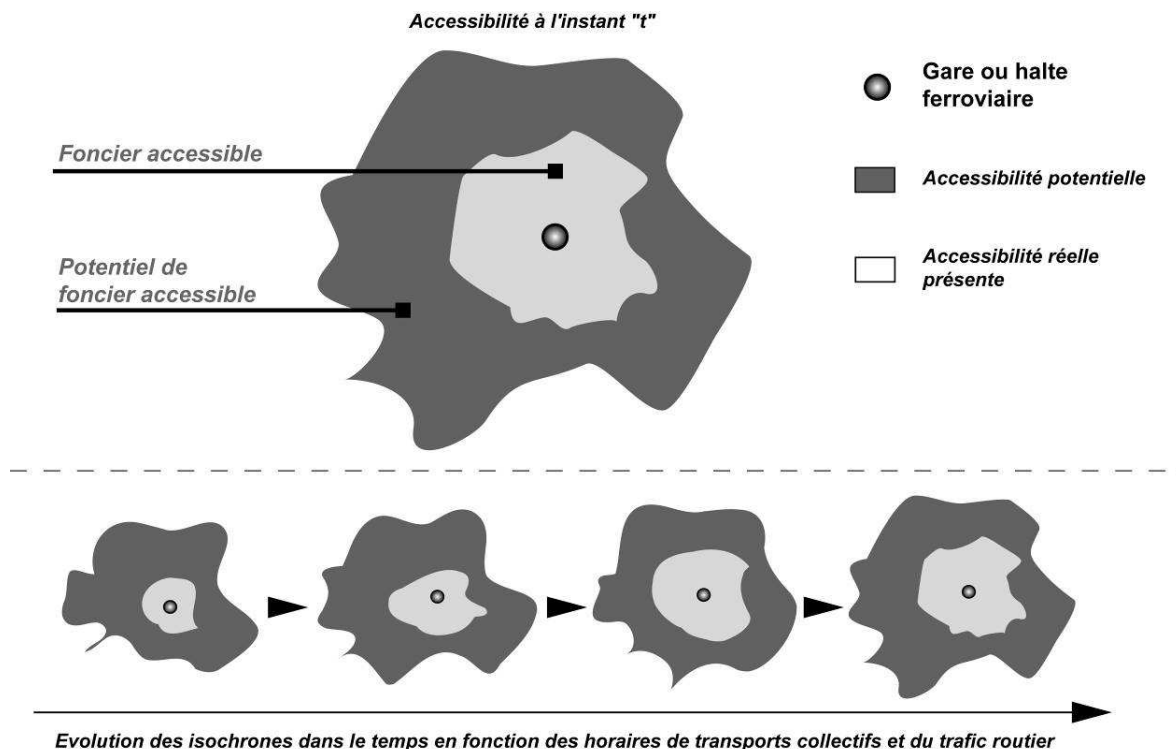 Accessibilité à l'instant "t"
Gare ou halte
ferroviaire
Foncier accessible
Accessibilité potentielle
Potentiel de
foncier accessible
Accessibilité réelle
présente
Evolution des isochrones dans le temps en fonction des horaires de transports collectifs et du trafic routier